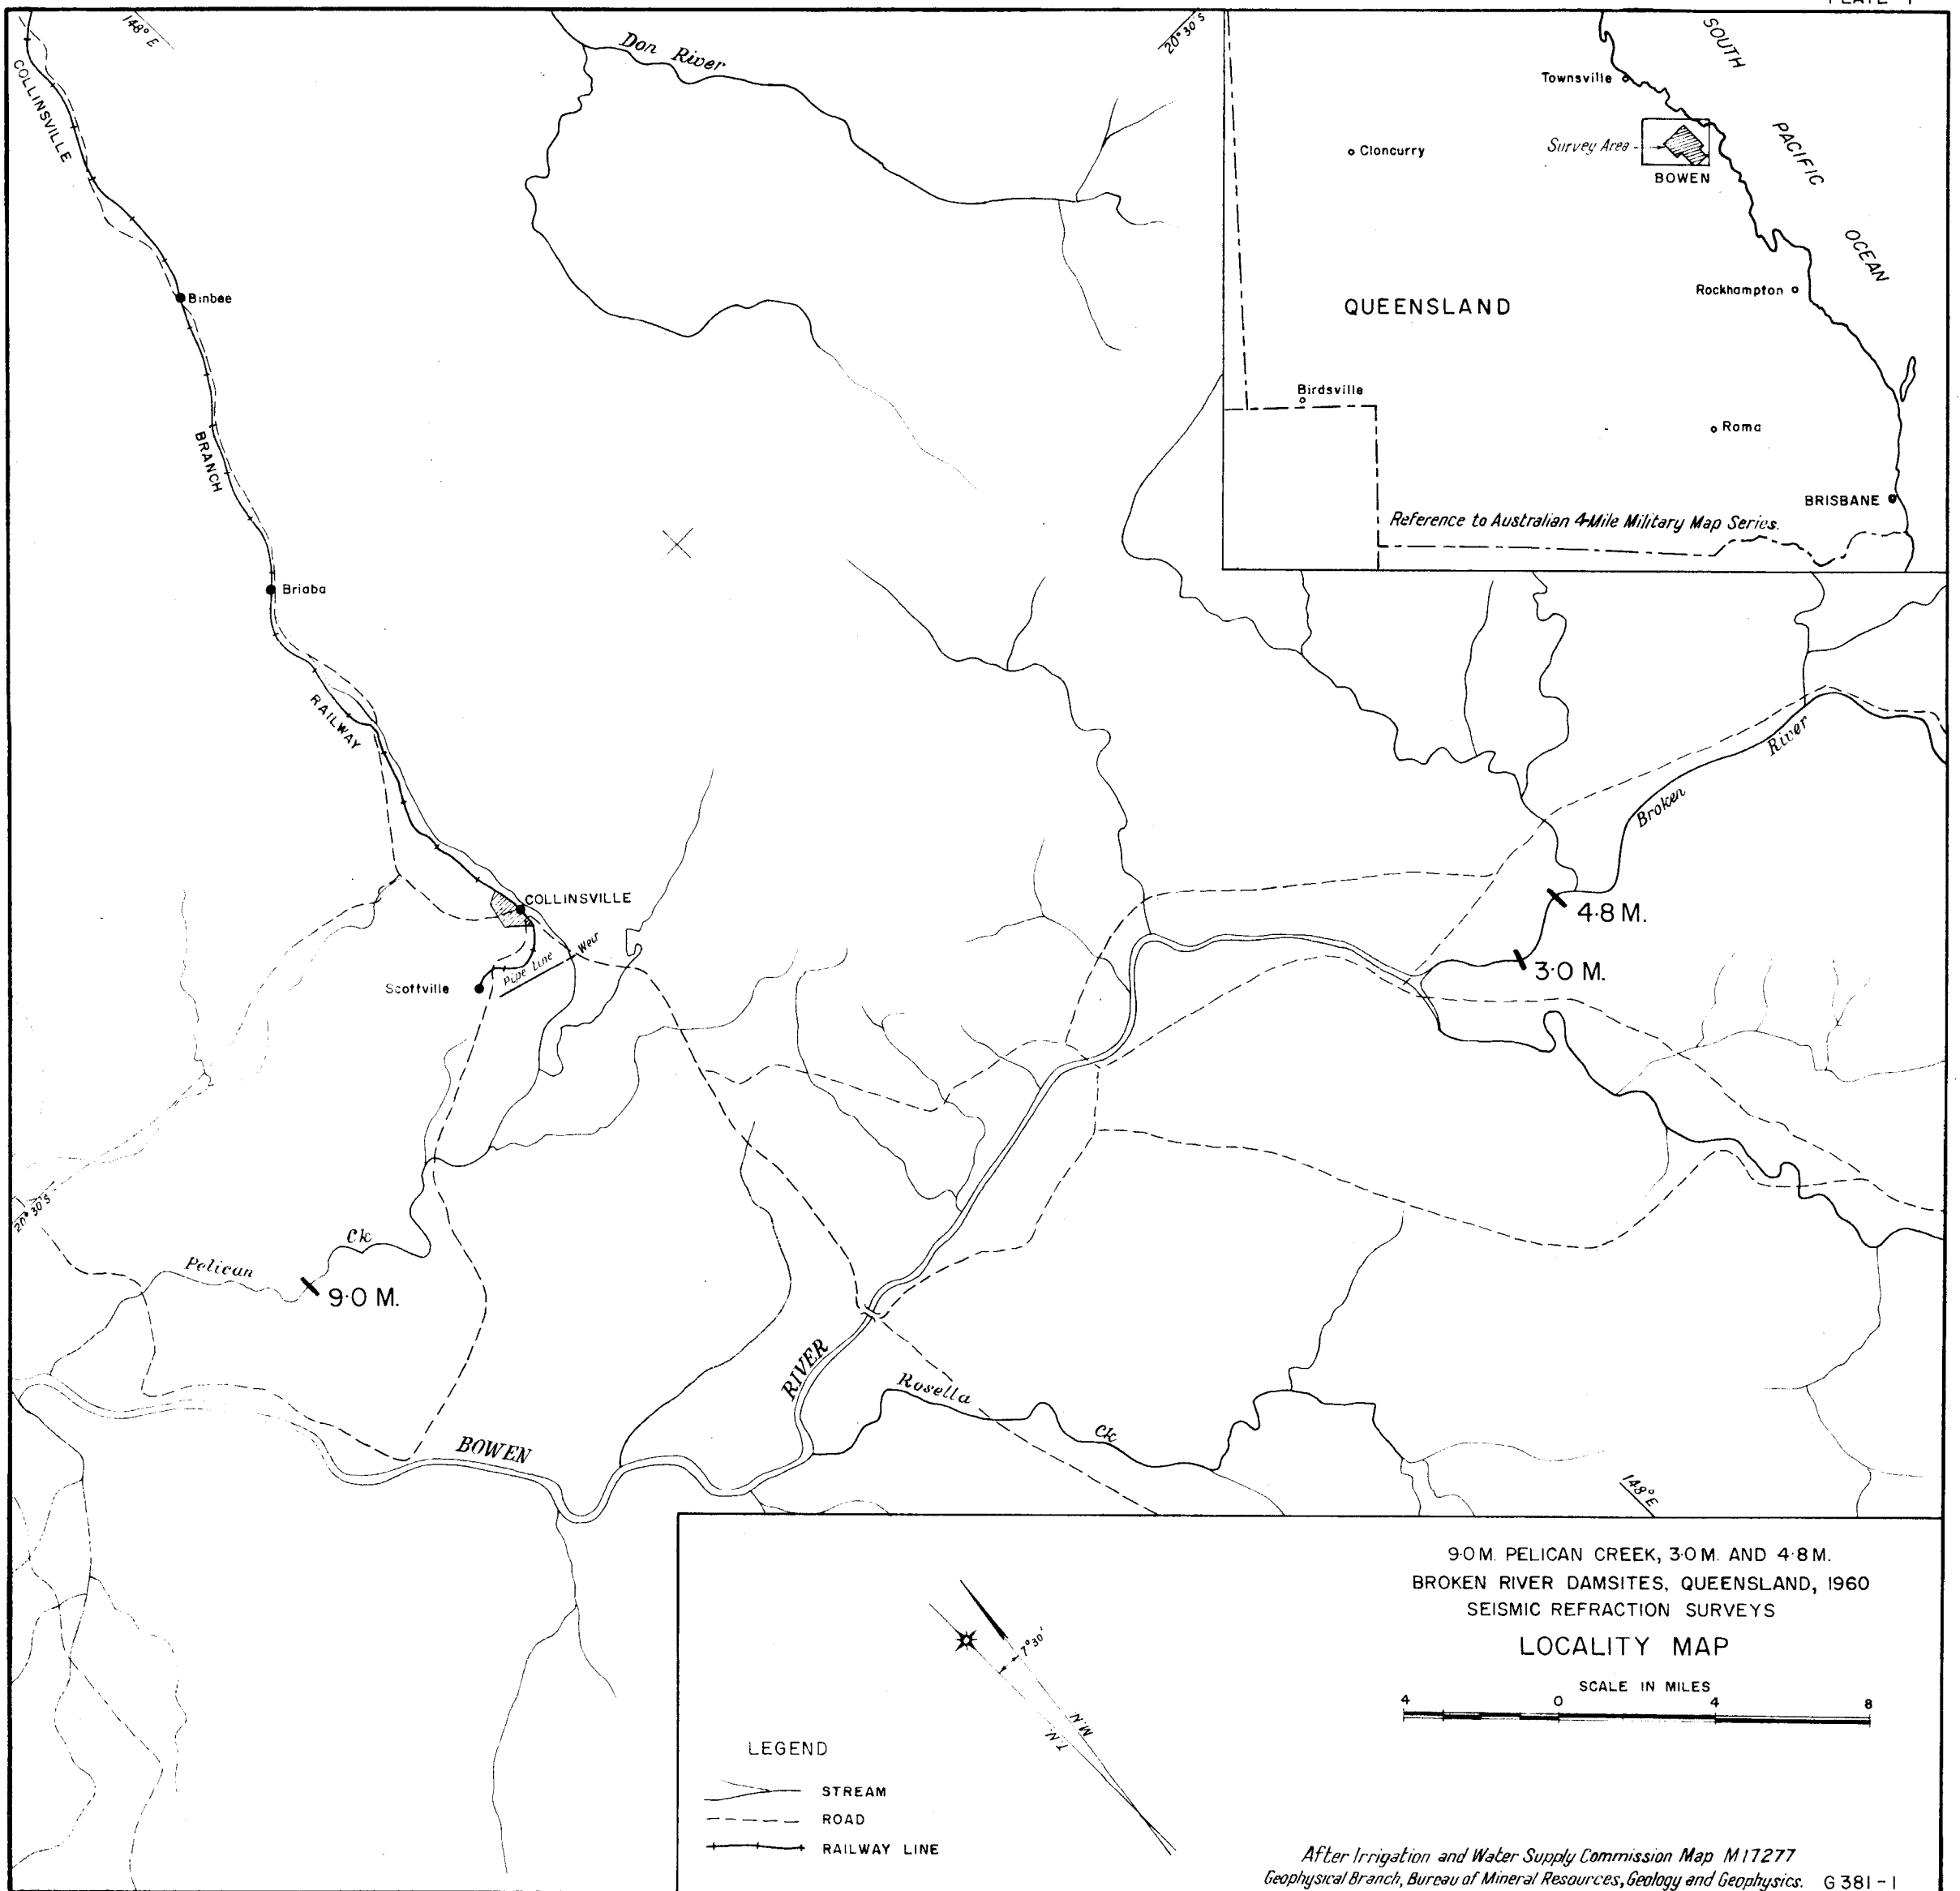 PLATE 1
148° E
20° 30' S
Don River
COLLINSVILLE
BRANCH
RAILWAY
Binbee
Briaba
COLLINSVILLE
Scottville
Pipe Line
Weir
SOUTH
PACIFIC
OCEAN
Townsville
Cloncurry
Survey Area
BOWEN
Rockhampton
QUEENSLAND
Birdsville
Roma
BRISBANE
Reference to Australian 4-Mile Military Map Series.
Broken River
4·8 M.
3·0 M.
20° 30' S
Pelican Ck
9·0 M.
BOWEN RIVER
Rosella Ck
148° E
9·0 M. PELICAN CREEK, 3·0 M. AND 4·8 M.
BROKEN RIVER DAMSITES, QUEENSLAND, 1960
SEISMIC REFRACTION SURVEYS
LOCALITY MAP
SCALE IN MILES
4 0 4 8
7° 30'
M.N.
T.N.
LEGEND
STREAM
ROAD
RAILWAY LINE
After Irrigation and Water Supply Commission Map M17277
Geophysical Branch, Bureau of Mineral Resources, Geology and Geophysics. G 381-1